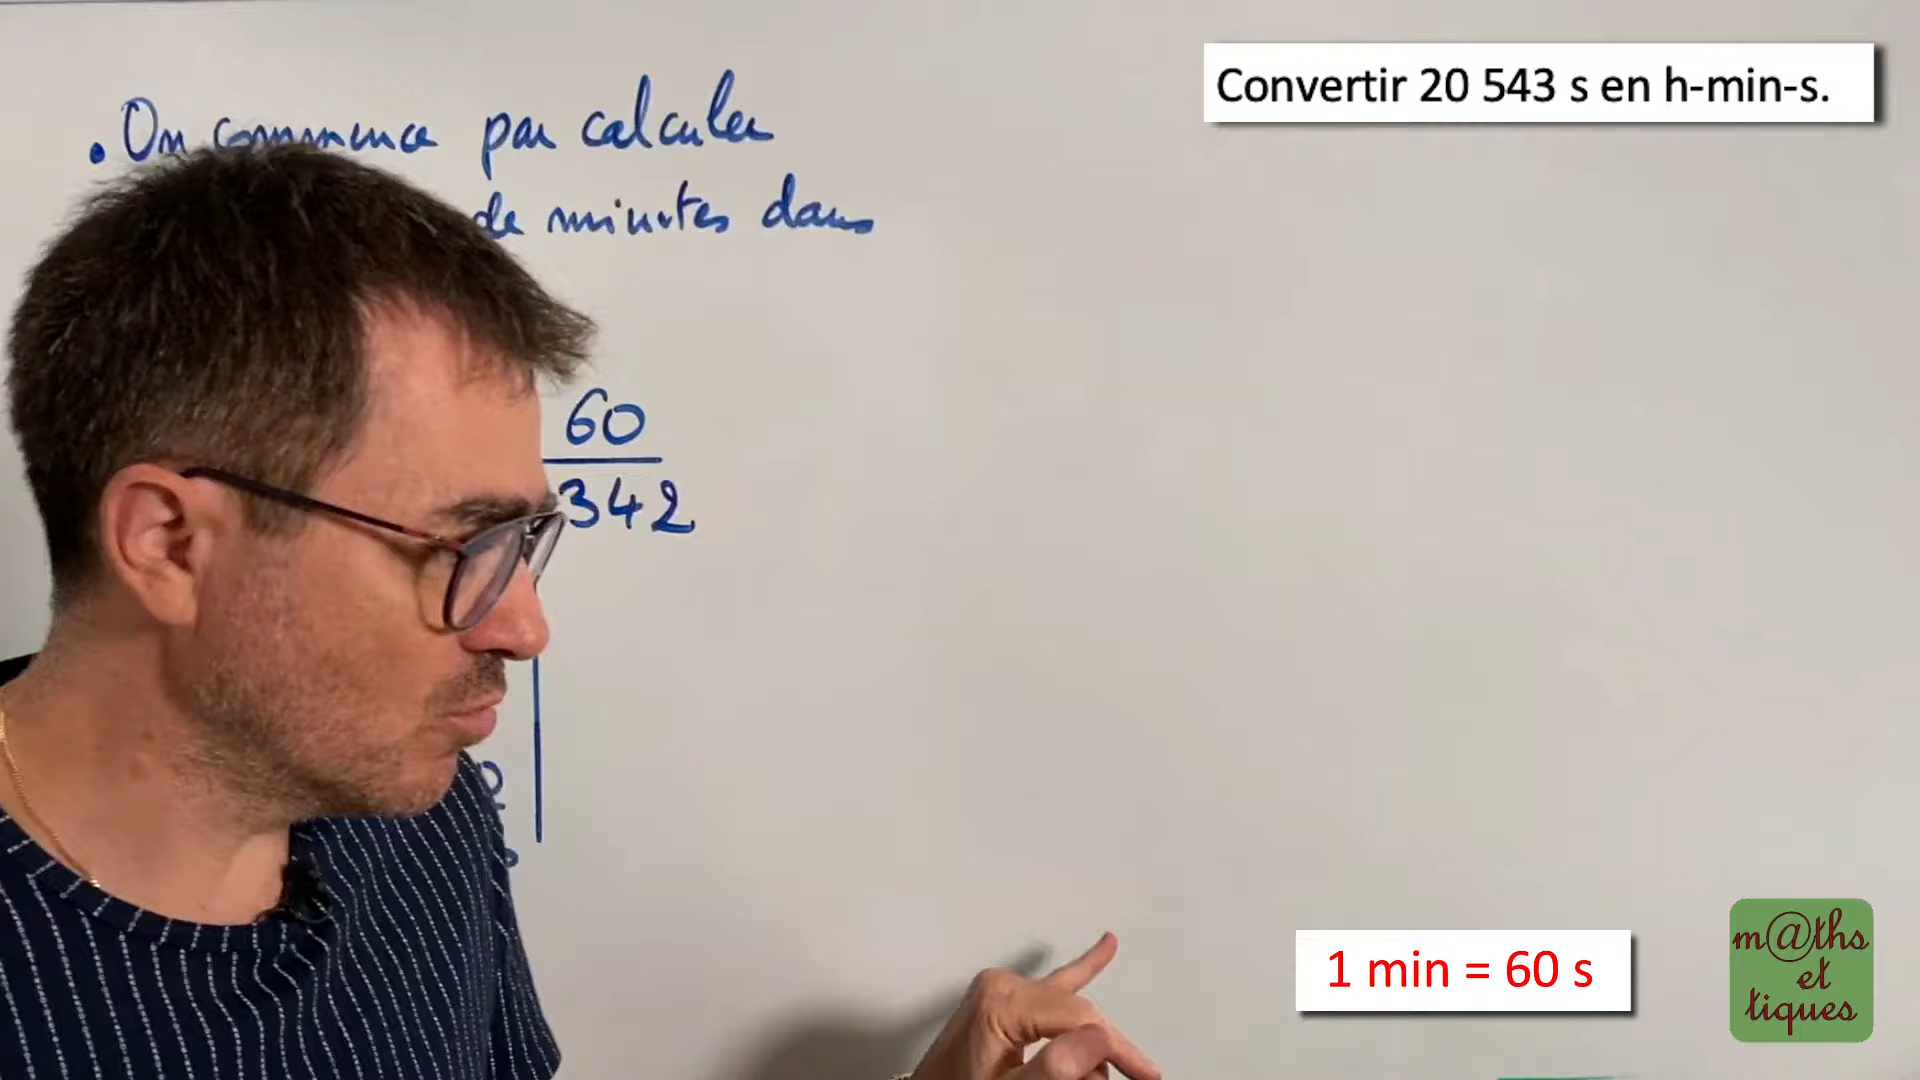 Convertir 20 543 s en h-min-s.
. On commence par calculer
de minutes dans
60
342
1 min = 60 s
m@ths
et
tiques